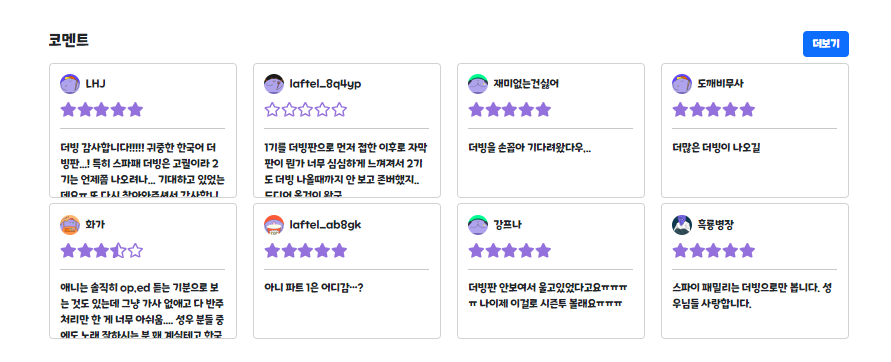 코멘트
더보기
LHJ
더빙 감사합니다!!!!! 귀중한 한국어 더
빙판...! 특히 스파패 더빙은 고퀄이라 2
기는 언제쯤 나오려나... 기대하고 있었는
데요ㅠ 또 다시 찾아와주셔서 감사합니
laftel_8q4yp
1기를 더빙판으로 먼저 접한 이후로 자막
판이 뭔가 너무 심심하게 느껴져서 2기
도 더빙 나올때까지 안 보고 존버했지..
드디어 올것이 왔군
재미없는건싫어
더빙을 손꼽아 기다려왔다우,..
도깨비무사
더많은 더빙이 나오길
화가
애니는 솔직히 op,ed 듣는 기분으로 보
는 것도 있는데 그냥 가사 없애고 다 반주
처리만 한 게 너무 아쉬움.... 성우 분들 중
에도 노래 잘하시는 분 꽤 계실텐고 한국
laftel_ab8gk
아니 파트 1은 어디감…?
강프나
더빙판 안보여서 울고있었다고요ㅠㅠㅠ
ㅠ 나이제 이걸로 시즌투 볼래요ㅠㅠㅠ
흑룡병장
스파이 패밀리는 더빙으로만 봅니다. 성
우님들 사랑합니다.